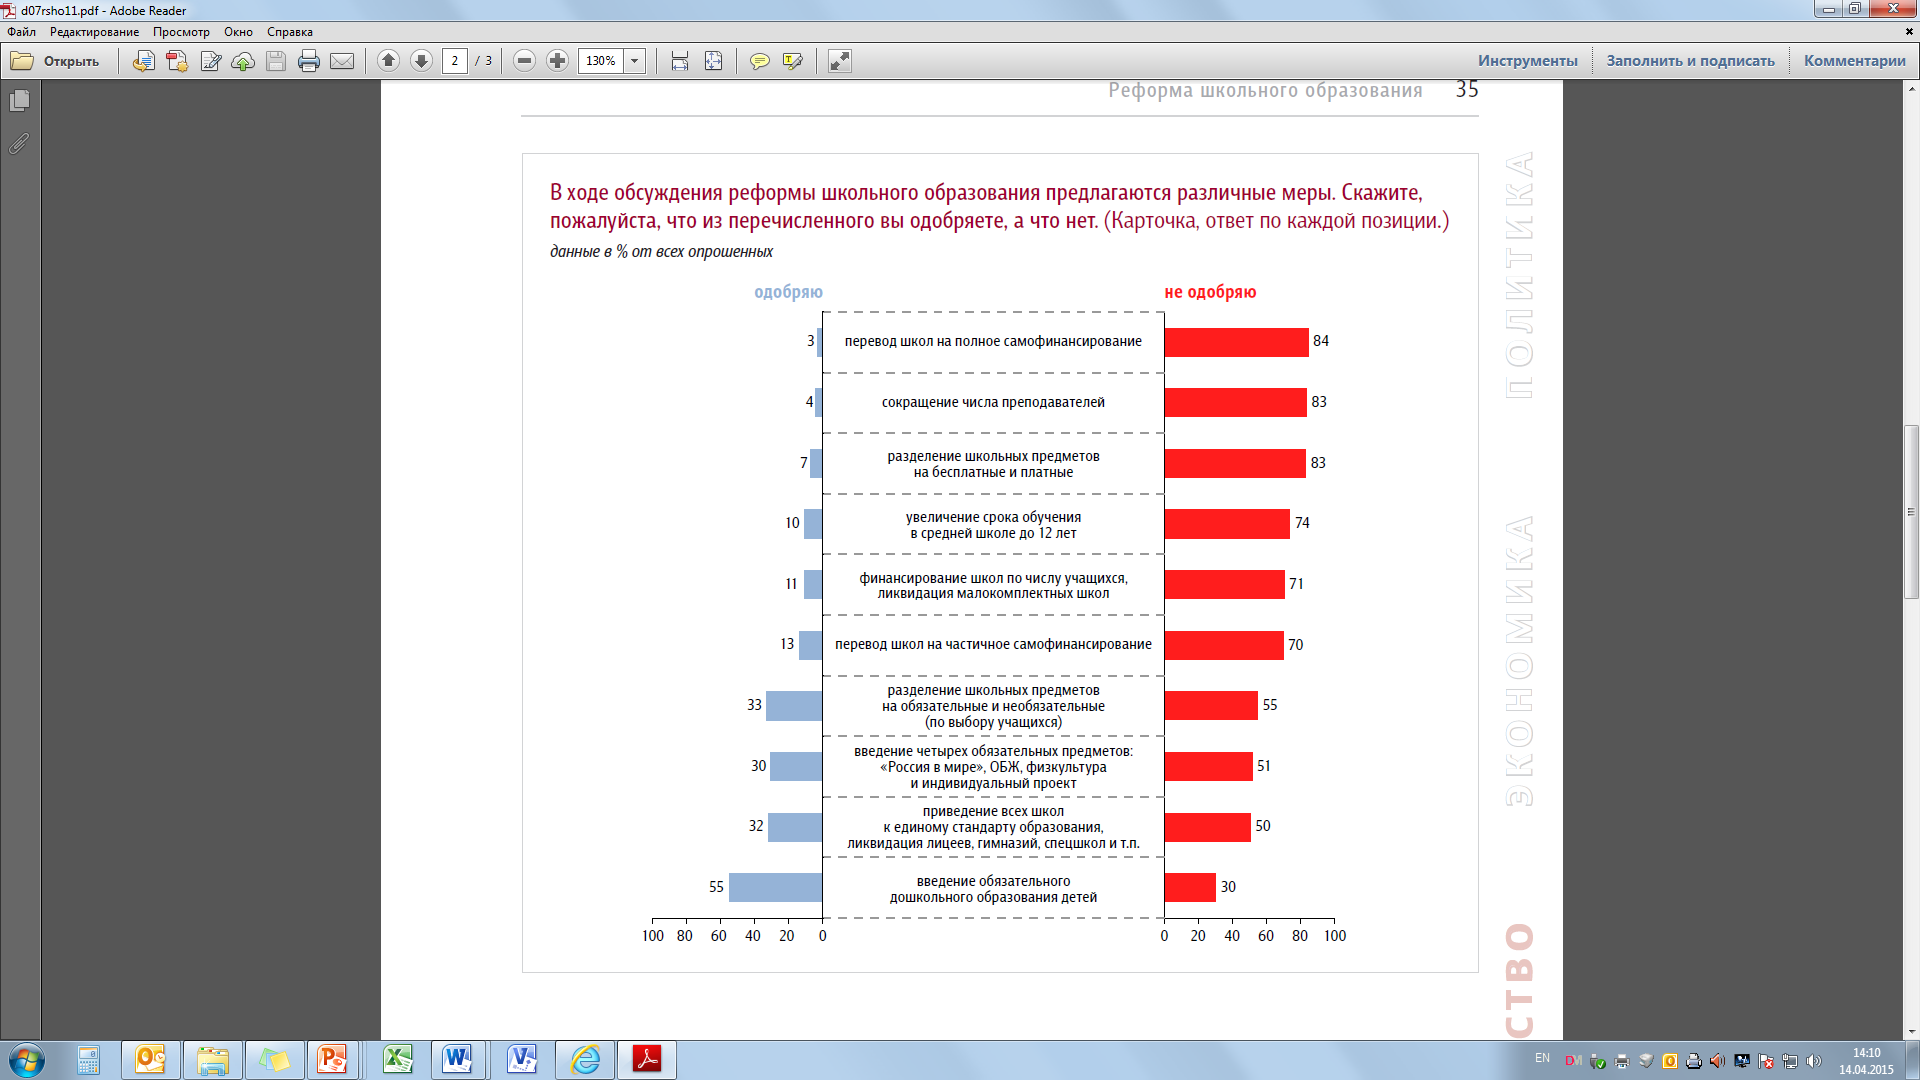 d07rsho11.pdf - Adobe Reader
Файл Редактирование Просмотр Окно Справка
Открыть 2 / 3 130% Инструменты Заполнить и подписать Комментарии
Реформа школьного образования 35
В ходе обсуждения реформы школьного образования предлагаются различные меры. Скажите,
пожалуйста, что из перечисленного вы одобряете, а что нет. (Карточка, ответ по каждой позиции.)
данные в % от всех опрошенных
одобряю не одобряю
3 перевод школ на полное самофинансирование 84
4 сокращение числа преподавателей 83
7 разделение школьных предметов
на бесплатные и платные 83
10 увеличение срока обучения
в средней школе до 12 лет 74
11 финансирование школ по числу учащихся,
ликвидация малокомплектных школ 71
13 перевод школ на частичное самофинансирование 70
33 разделение школьных предметов
на обязательные и необязательные 55
(по выбору учащихся)
30 введение четырех обязательных предметов:
«Россия в мире», ОБЖ, физкультура 51
и индивидуальный проект
32 приведение всех школ
к единому стандарту образования, 50
ликвидация лицеев, гимназий, спецшкол и т.п.
55 введение обязательного
дошкольного образования детей 30
100 80 60 40 20 0 0 20 40 60 80 100
ПОЛИТИКА
ЭКОНОМИКА
СТВО
EN
14:10
14.04.2015